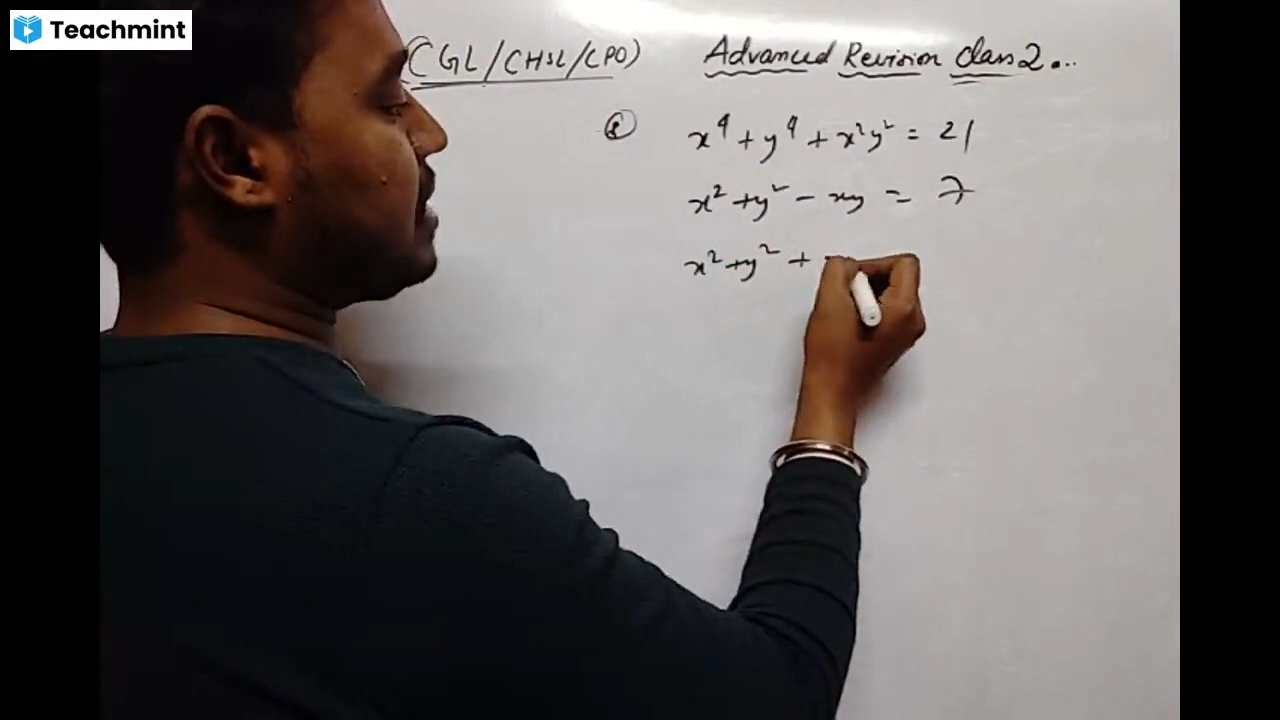 Teachmint
(CGL/CHSL/CPO) Advanced Revision Class 2...
Q x⁴ + y⁴ + x²y² = 21
x² + y² - xy = 7
x² + y² +